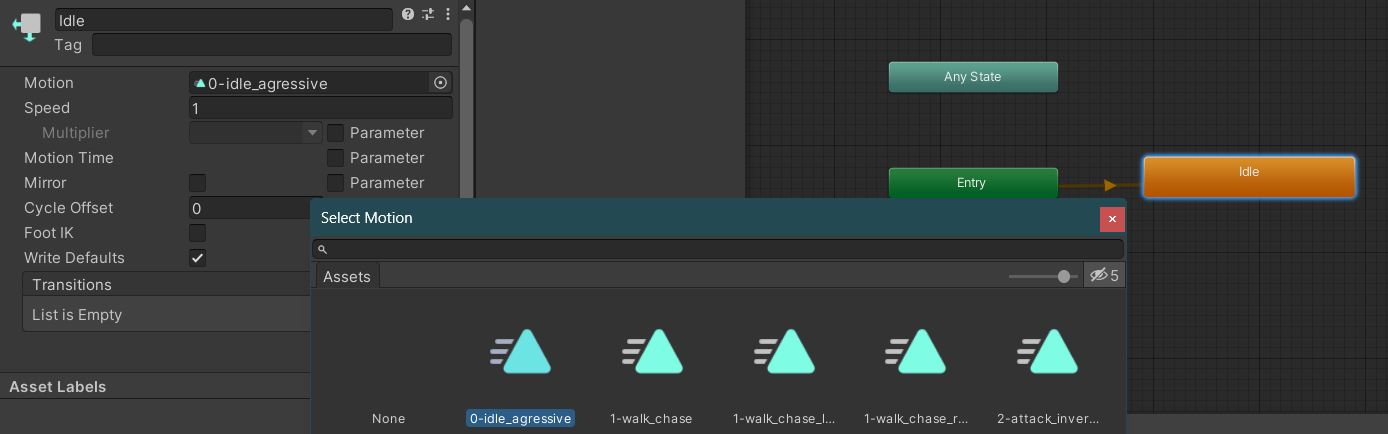 Idle
Tag
Any State
Motion 0-idle_agressive
Speed 1
Multiplier Parameter
Motion Time Parameter
Mirror Parameter
Entry
Idle
Cycle Offset 0
Foot IK
Write Defaults
Transitions
List is Empty
Asset Labels
Select Motion
Assets
5
None
0-idle_agressive
1-walk_chase
1-walk_chase_l...
1-walk_chase_r...
2-attack_inver...